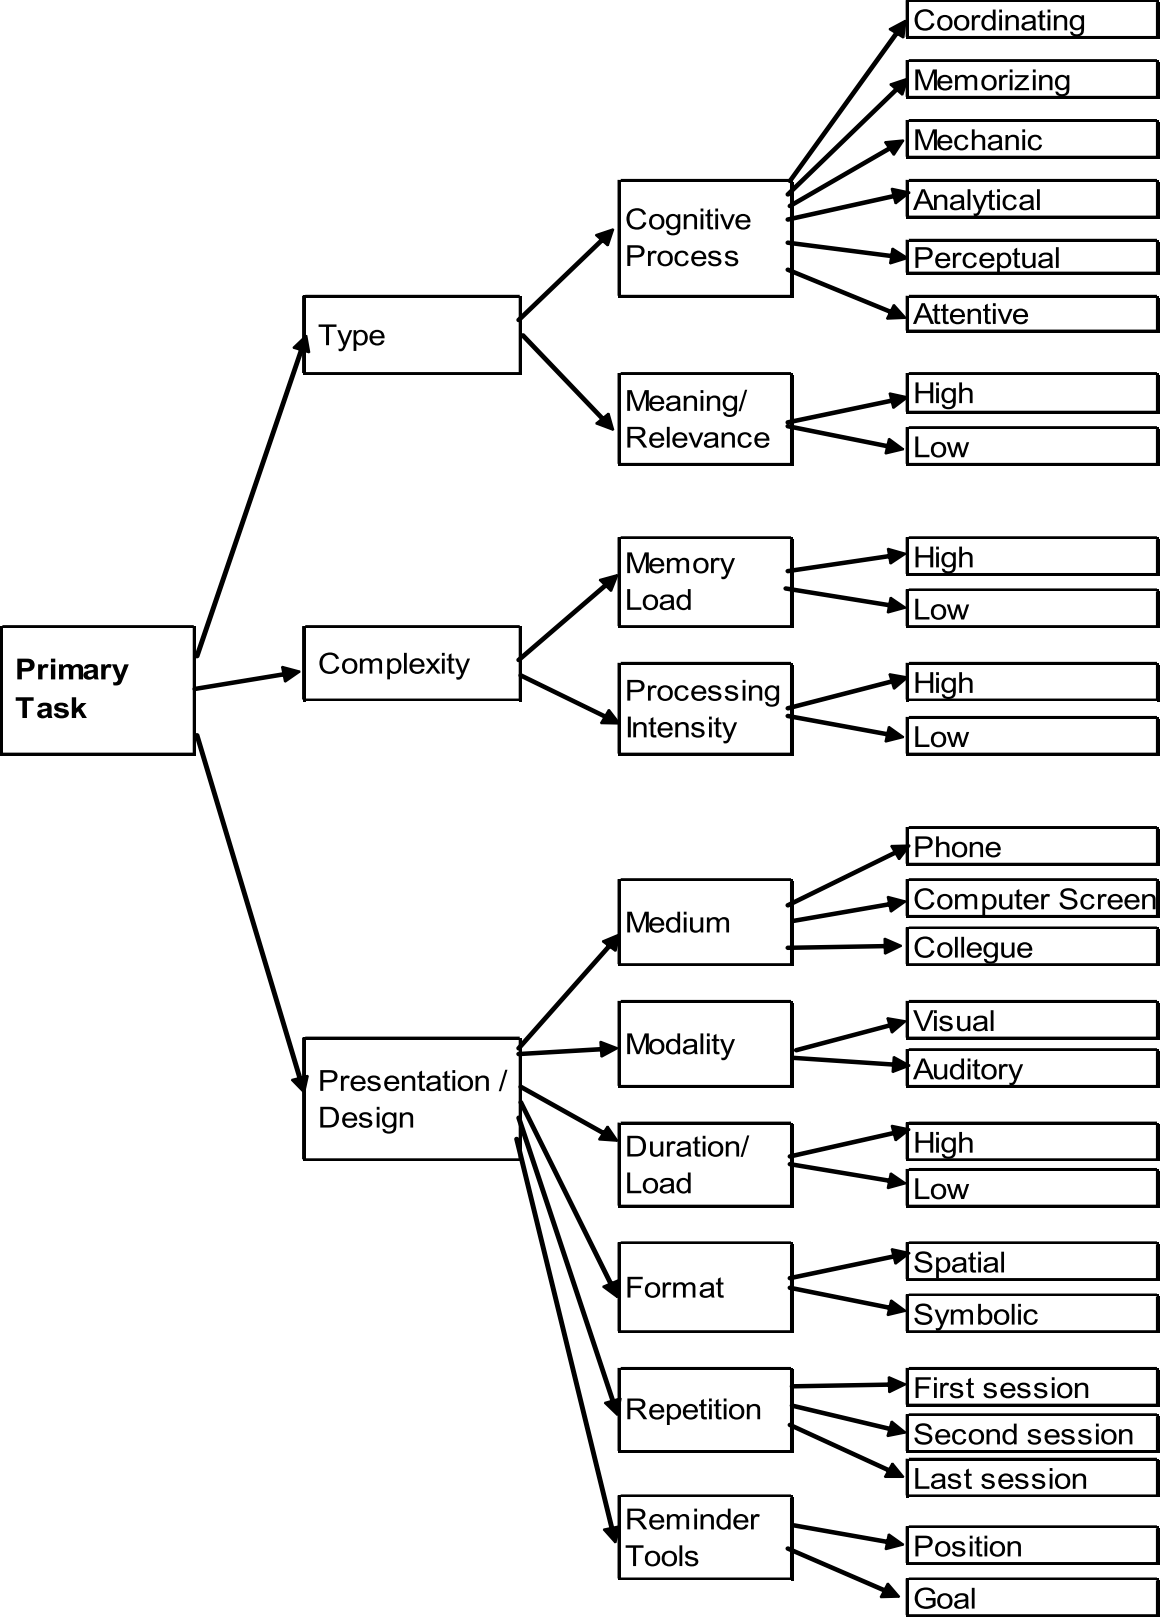 Primary
Task
Type
Cognitive
Process
Coordinating
Memorizing
Mechanic
Analytical
Perceptual
Attentive
Meaning/
Relevance
High
Low
Complexity
Memory
Load
High
Low
Processing
Intensity
High
Low
Presentation /
Design
Medium
Phone
Computer Screen
Collegue
Modality
Visual
Auditory
Duration/
Load
High
Low
Format
Spatial
Symbolic
Repetition
First session
Second session
Last session
Reminder
Tools
Position
Goal